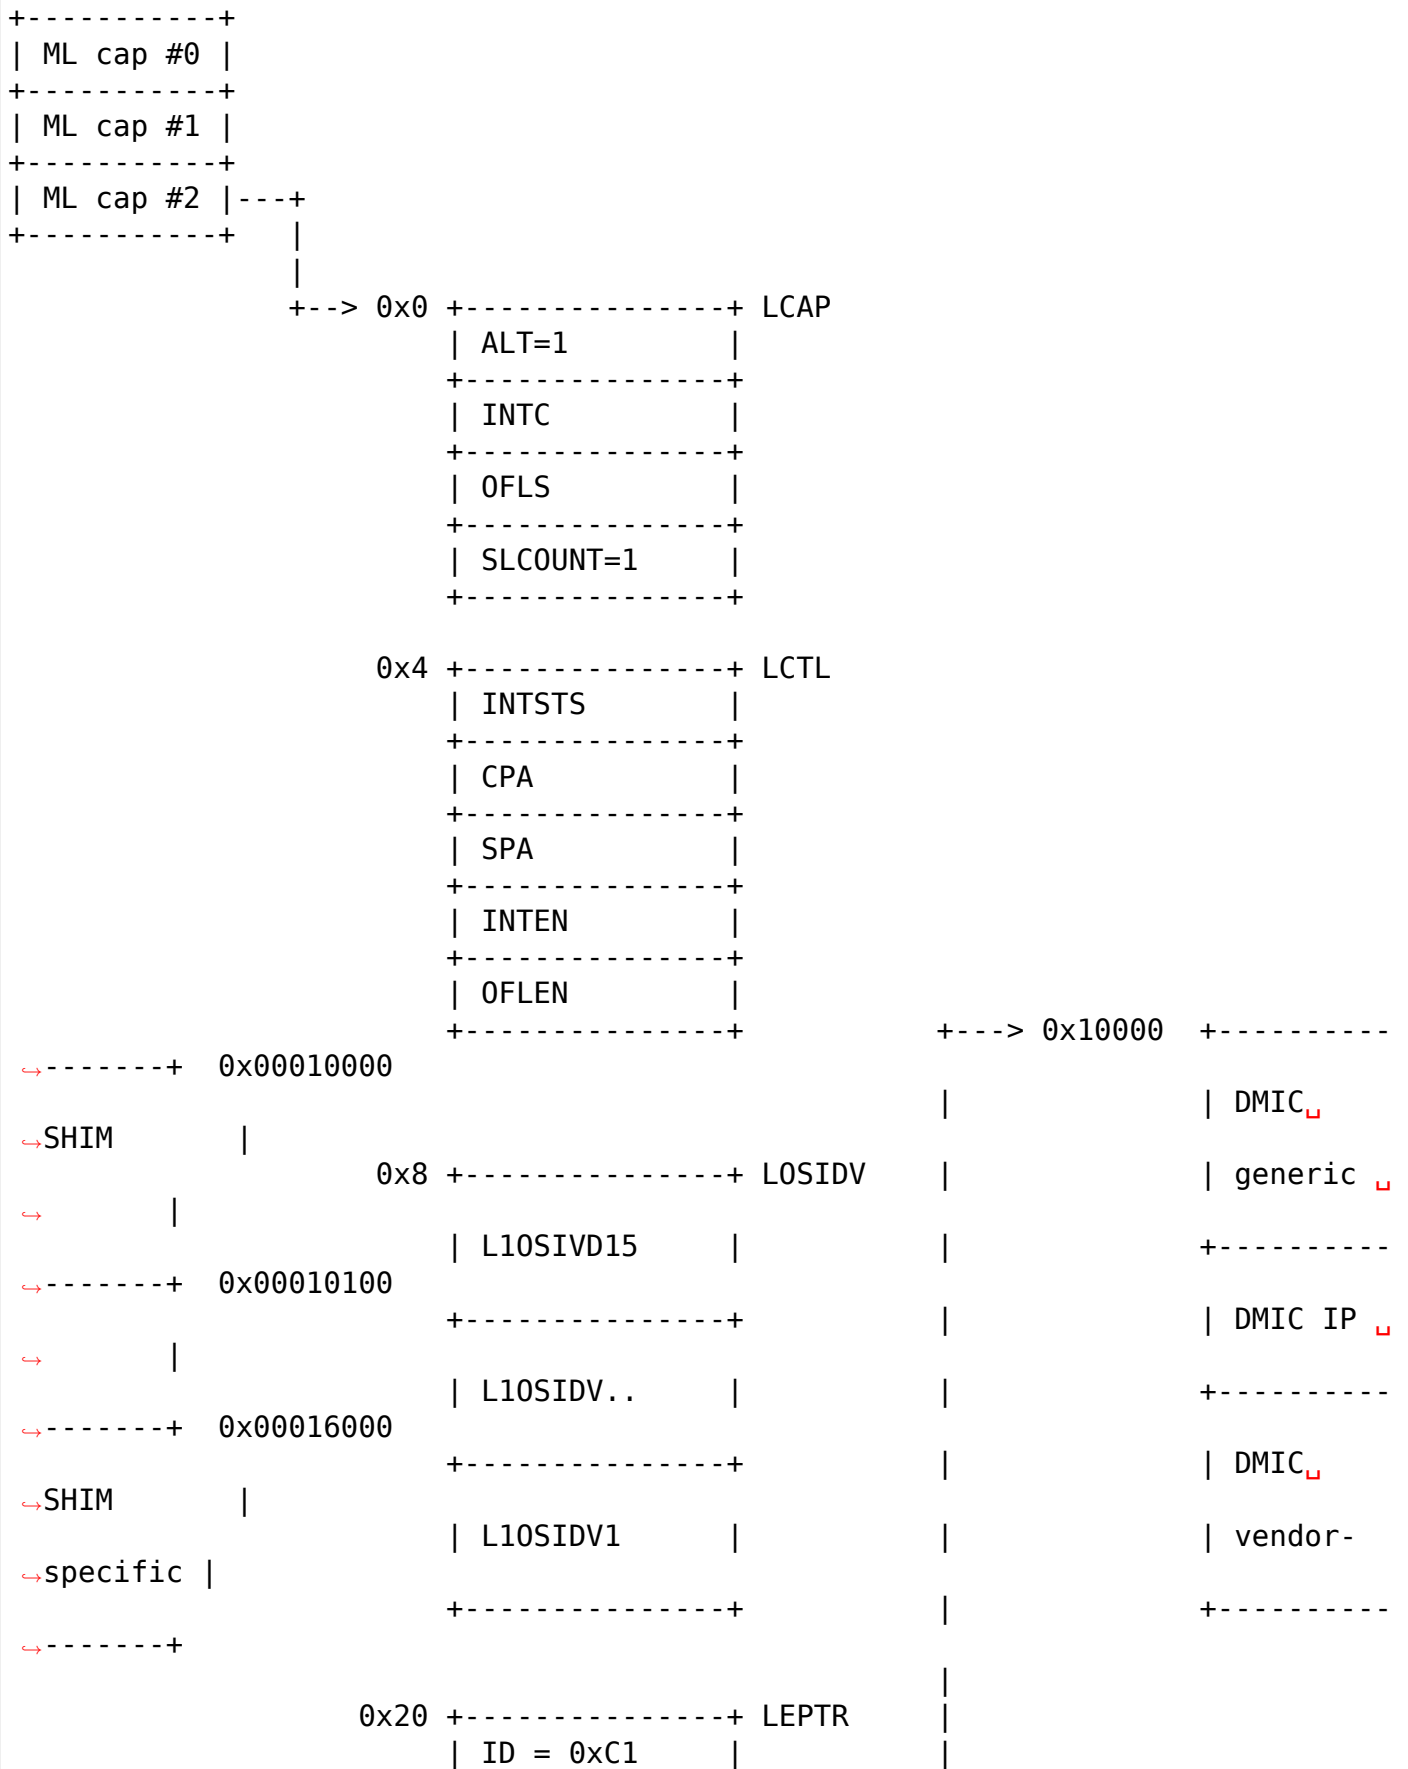 +-----------+
| ML cap #0 |
+-----------+
| ML cap #1 |
+-----------+
| ML cap #2 |---+
+-----------+   |
                |
                +--> 0x0 +---------------+ LCAP
                         | ALT=1         |
                         +---------------+
                         | INTC          |
                         +---------------+
                         | OFLS          |
                         +---------------+
                         | SLCOUNT=1     |
                         +---------------+

                     0x4 +---------------+ LCTL
                         | INTSTS        |
                         +---------------+
                         | CPA           |
                         +---------------+
                         | SPA           |
                         +---------------+
                         | INTEN         |
                         +---------------+
                         | OFLEN         |
                         +---------------+           +---> 0x10000  +----------
↪-------+  0x00010000
                                                     |              | DMIC␣
↪SHIM       |
                     0x8 +---------------+ LOSIDV    |              | generic ␣
↪       |
                         | L1OSIVD15     |           |              +----------
↪-------+  0x00010100
                         +---------------+           |              | DMIC IP ␣
↪       |
                         | L1OSIDV..     |           |              +----------
↪-------+  0x00016000
                         +---------------+           |              | DMIC␣
↪SHIM       |
                         | L1OSIDV1      |           |              | vendor-
↪specific |
                         +---------------+           |              +----------
↪-------+
                                                     |
                    0x20 +---------------+ LEPTR     |
                         | ID = 0xC1     |           |